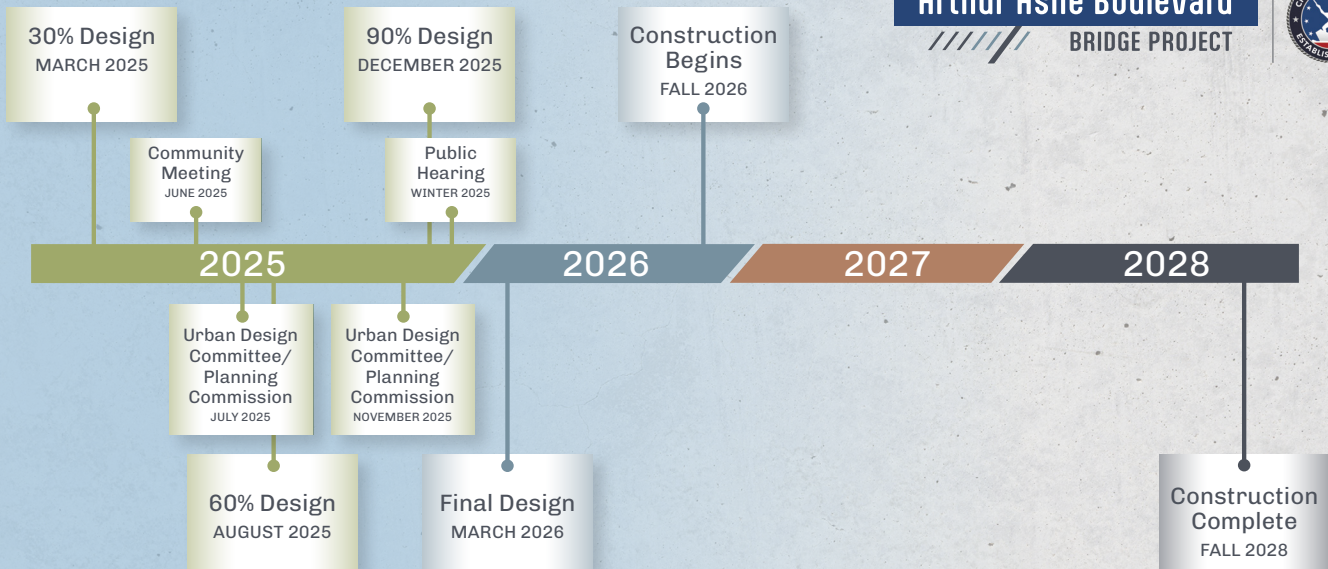 Arthur Ashe Boulevard
BRIDGE PROJECT
30% Design
MARCH 2025
90% Design
DECEMBER 2025
Construction
Begins
FALL 2026
Community
Meeting
JUNE 2025
Public
Hearing
WINTER 2025
2025
2026
2027
2028
Urban Design
Committee/
Planning
Commission
JULY 2025
Urban Design
Committee/
Planning
Commission
NOVEMBER 2025
60% Design
AUGUST 2025
Final Design
MARCH 2026
Construction
Complete
FALL 2028